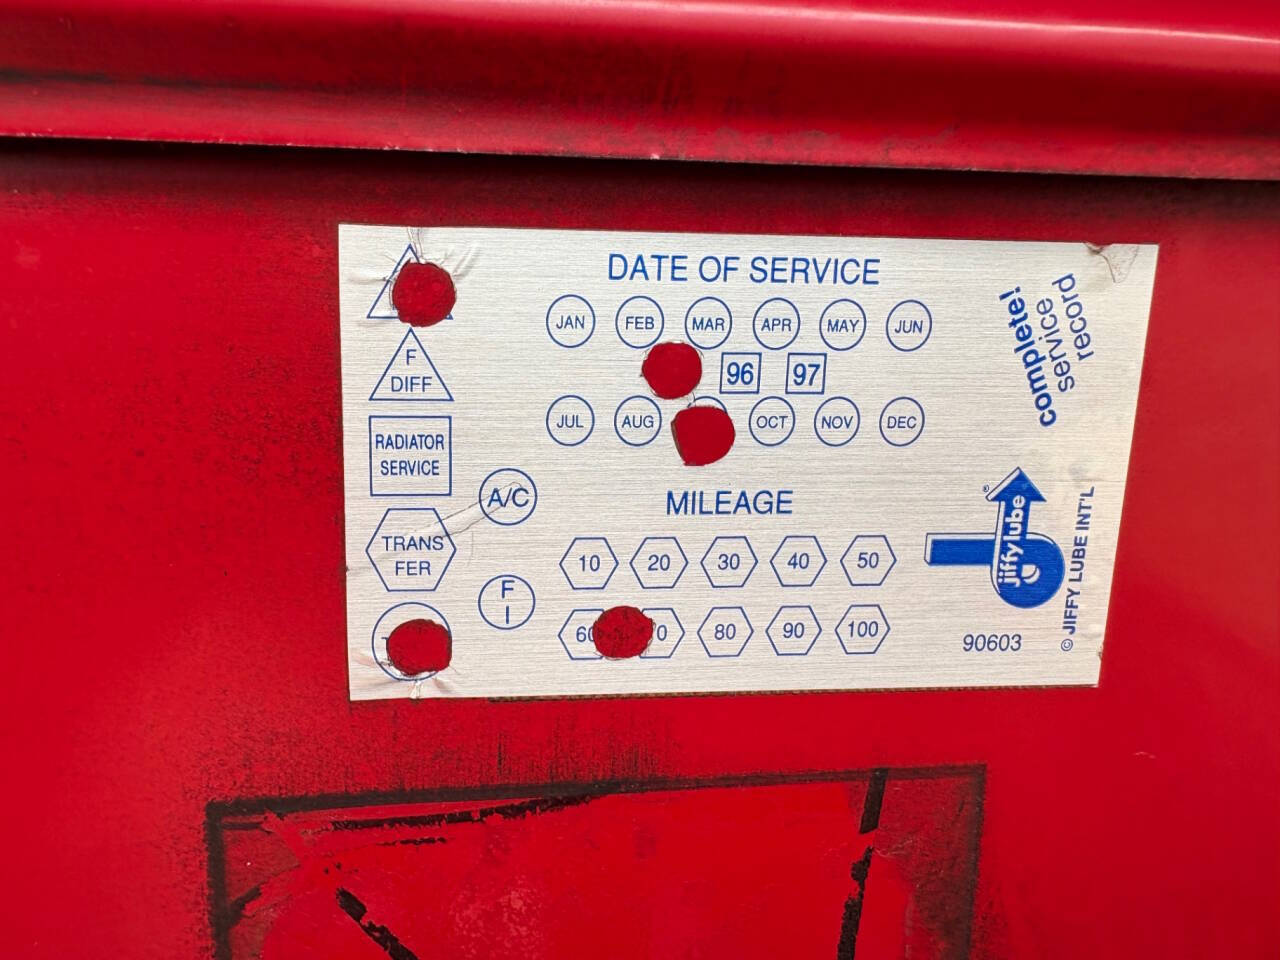 DATE OF SERVICE
JAN FEB MAR APR MAY JUN
96 97
JUL AUG OCT NOV DEC
F
DIFF
RADIATOR
SERVICE
A/C
TRANS
FER
F
I
MILEAGE
10 20 30 40 50
80 90 100
complete!
service
record
jiffy lube
®
90603
© JIFFY LUBE INT'L